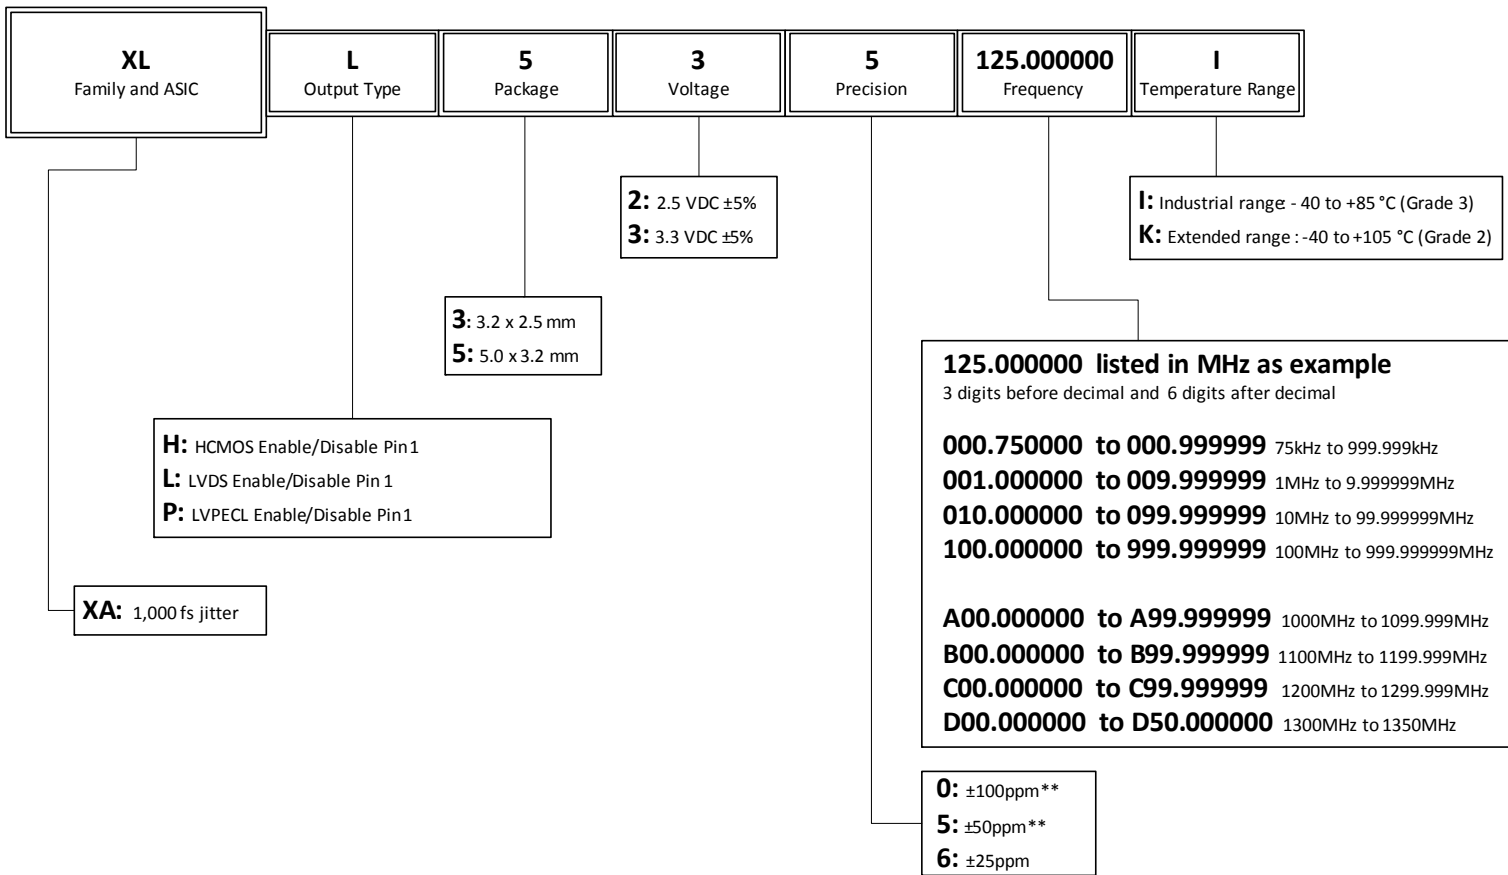 XL
Family and ASIC
L
Output Type
5
Package
3
Voltage
5
Precision
125.000000
Frequency
I
Temperature Range
2: 2.5 VDC ±5%
3: 3.3 VDC ±5%
I: Industrial range: - 40 to +85 °C (Grade 3)
K: Extended range : -40 to +105 °C (Grade 2)
3: 3.2 x 2.5 mm
5: 5.0 x 3.2 mm
125.000000 listed in MHz as example
3 digits before decimal and 6 digits after decimal
000.750000 to 000.999999 75kHz to 999.999kHz
001.000000 to 009.999999 1MHz to 9.999999MHz
010.000000 to 099.999999 10MHz to 99.999999MHz
100.000000 to 999.999999 100MHz to 999.999999MHz
A00.000000 to A99.999999 1000MHz to 1099.999MHz
B00.000000 to B99.999999 1100MHz to 1199.999MHz
C00.000000 to C99.999999 1200MHz to 1299.999MHz
D00.000000 to D50.000000 1300MHz to 1350MHz
H: HCMOS Enable/Disable Pin 1
L: LVDS Enable/Disable Pin 1
P: LVPECL Enable/Disable Pin 1
XA: 1,000 fs jitter
0: ±100ppm**
5: ±50ppm**
6: ±25ppm